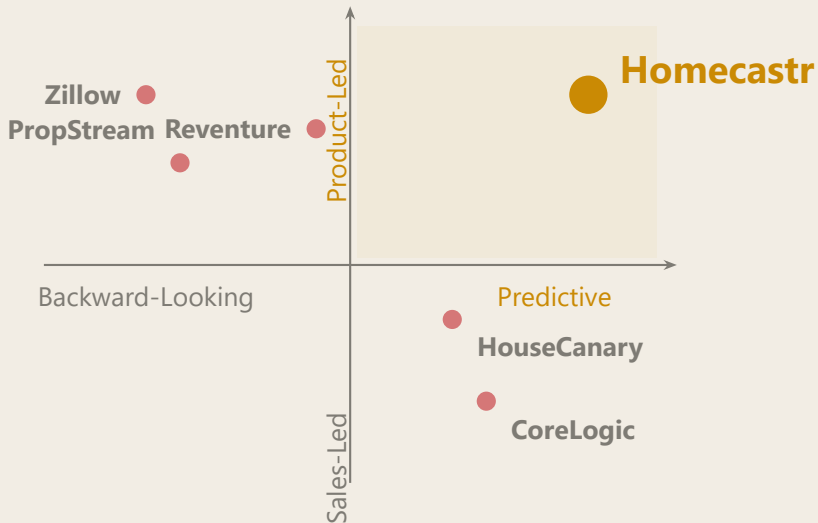 Homecastr
Product-Led
Zillow
PropStream
Reventure
Backward-Looking
Predictive
HouseCanary
CoreLogic
Sales-Led